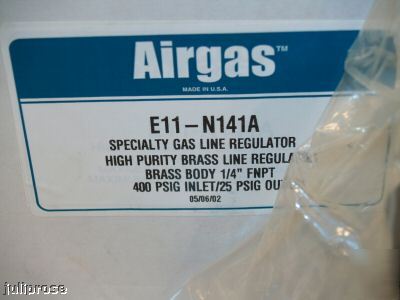 Airgas™
MADE IN U.S.A.
E11-N141A
SPECIALTY GAS LINE REGULATOR
HIGH PURITY BRASS LINE
BRASS BODY 1/4" FNPT
400 PSIG INLET/25 PSIG
05/06/02
juliprose